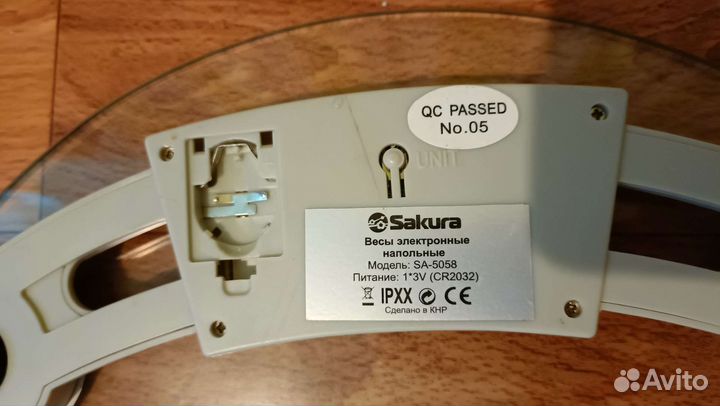 QC PASSED
No.05
UNIT
Sakura
Весы электронные
напольные
Модель: SA-5058
Питание: 1*3V (CR2032)
IPXX CE
Сделано в КНР
Avito